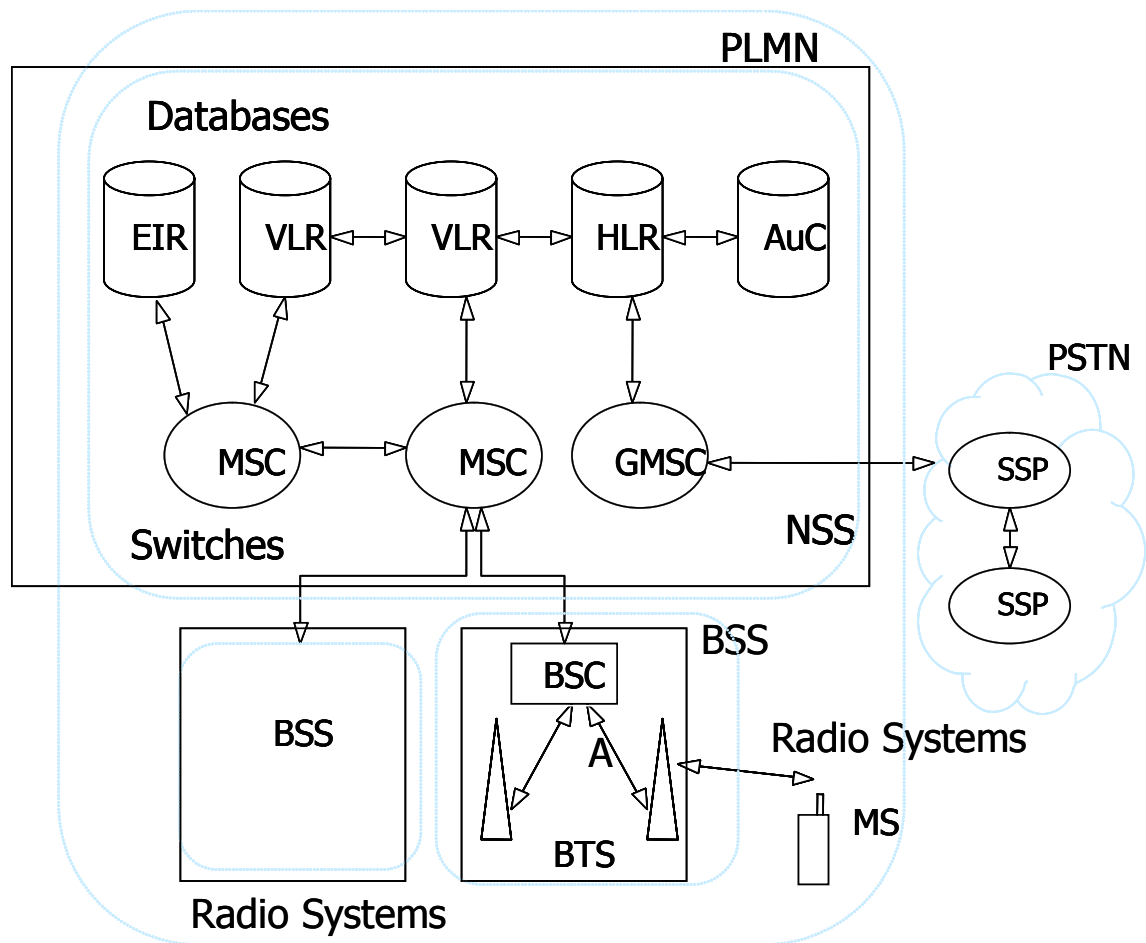 PLMN
Databases
EIR VLR VLR HLR AuC
PSTN
MSC MSC GMSC SSP
Switches NSS
SSP
BSS
BSC
BSS
A
Radio Systems
MS
BTS
Radio Systems